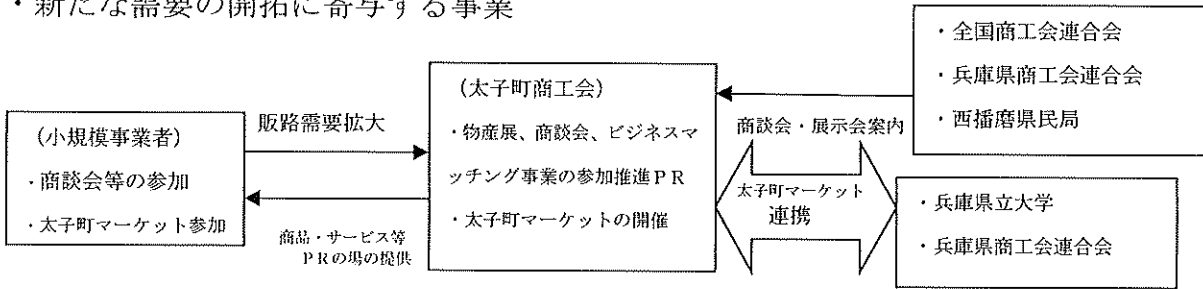 ・新たな需要の開拓に寄与する事業
（小規模事業者）
・商談会等の参加
・太子町マーケット参加
販路需要拡大
商品・サービス等
ＰＲの場の提供
（太子町商工会）
・物産展、商談会、ビジネスマ
ッチング事業の参加推進ＰＲ
・太子町マーケットの開催
商談会・展示会案内
太子町マーケット
連携
・全国商工会連合会
・兵庫県商工会連合会
・西播磨県民局
・兵庫県立大学
・兵庫県商工会連合会